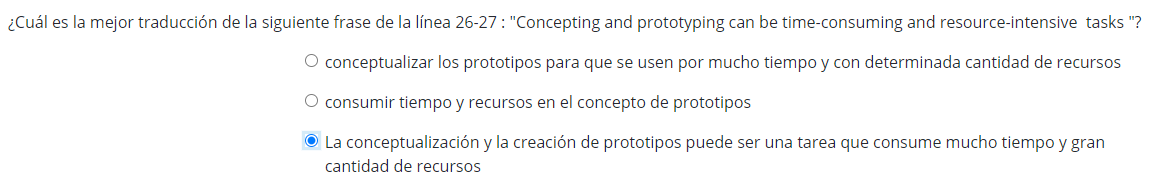 ¿Cuál es la mejor traducción de la siguiente frase de la línea 26-27 : "Concepting and prototyping can be time-consuming and resource-intensive  tasks "?
conceptualizar los prototipos para que se usen por mucho tiempo y con determinada cantidad de recursos
consumir tiempo y recursos en el concepto de prototipos
La conceptualización y la creación de prototipos puede ser una tarea que consume mucho tiempo y gran
cantidad de recursos